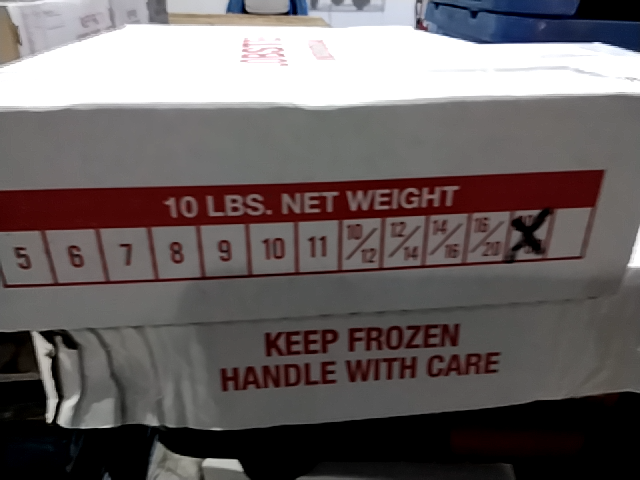 10 LBS. NET WEIGHT
5 6 7 8 9 10 11 10/12 12/14 14/16 16/20
KEEP FROZEN
HANDLE WITH CARE